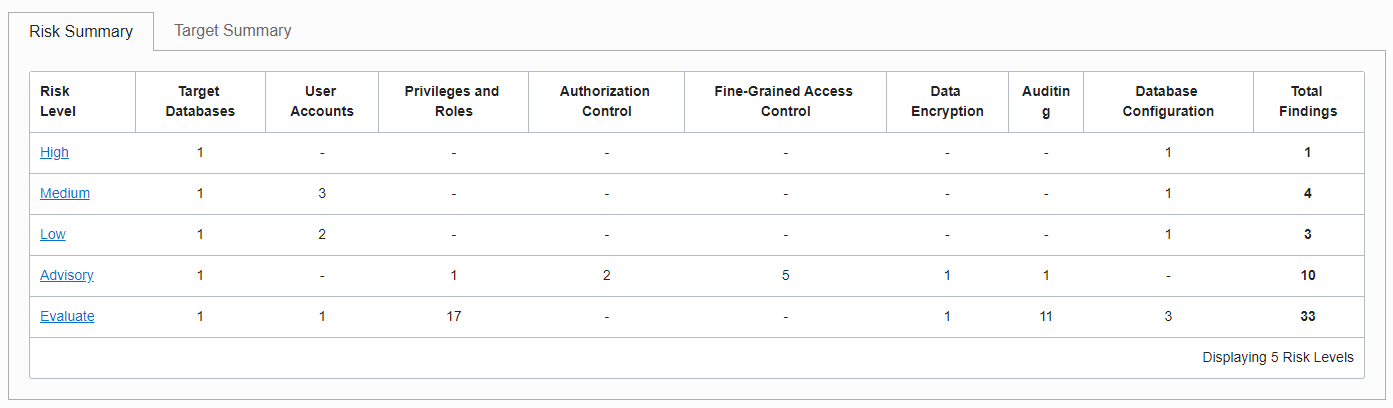 Risk Summary Target Summary
Risk Level Target Databases User Accounts Privileges and Roles Authorization Control Fine-Grained Access Control Data Encryption Auditing Database Configuration Total Findings
High 1 - - - - - - 1 1
Medium 1 3 - - - - - 1 4
Low 1 2 - - - - - 1 3
Advisory 1 - 1 2 5 1 1 - 10
Evaluate 1 1 17 - - 1 11 3 33
Displaying 5 Risk Levels